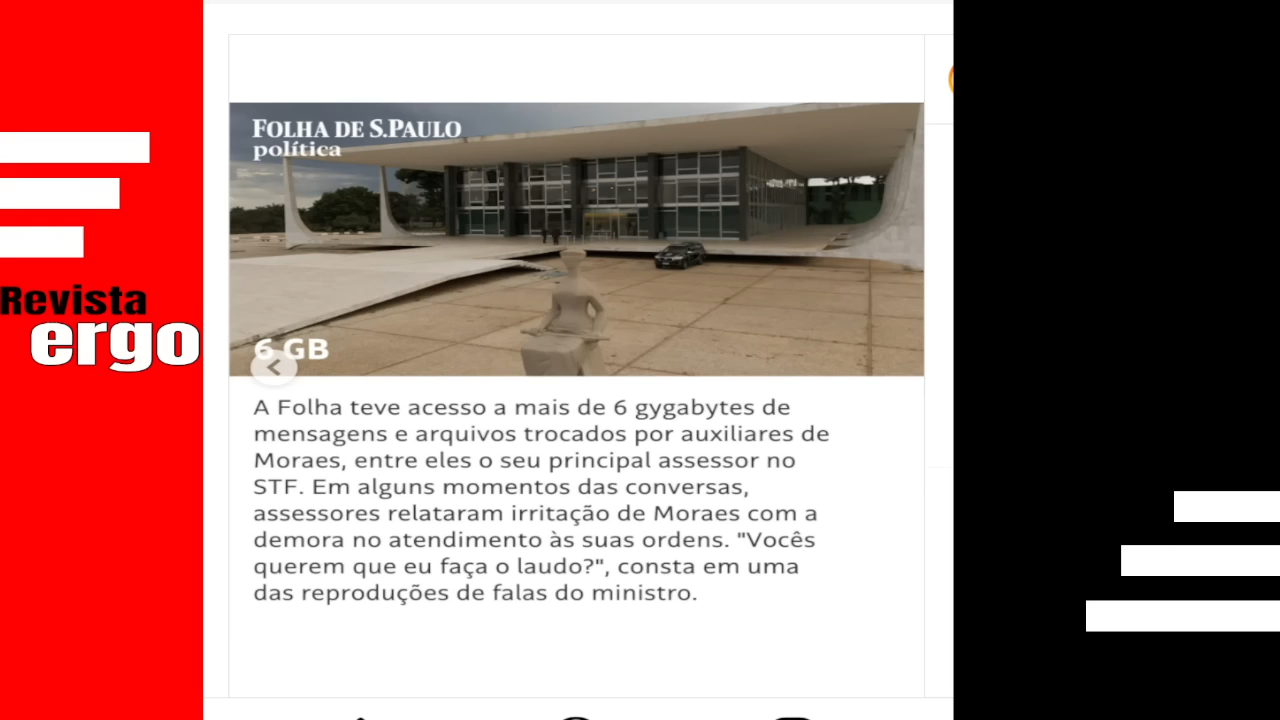 Revista
ergo
FOLHA DE S.PAULO
política
6 GB
A Folha teve acesso a mais de 6 gygabytes de
mensagens e arquivos trocados por auxiliares de
Moraes, entre eles o seu principal assessor no
STF. Em alguns momentos das conversas,
assessores relataram irritação de Moraes com a
demora no atendimento às suas ordens. "Vocês
querem que eu faça o laudo?", consta em uma
das reproduções de falas do ministro.